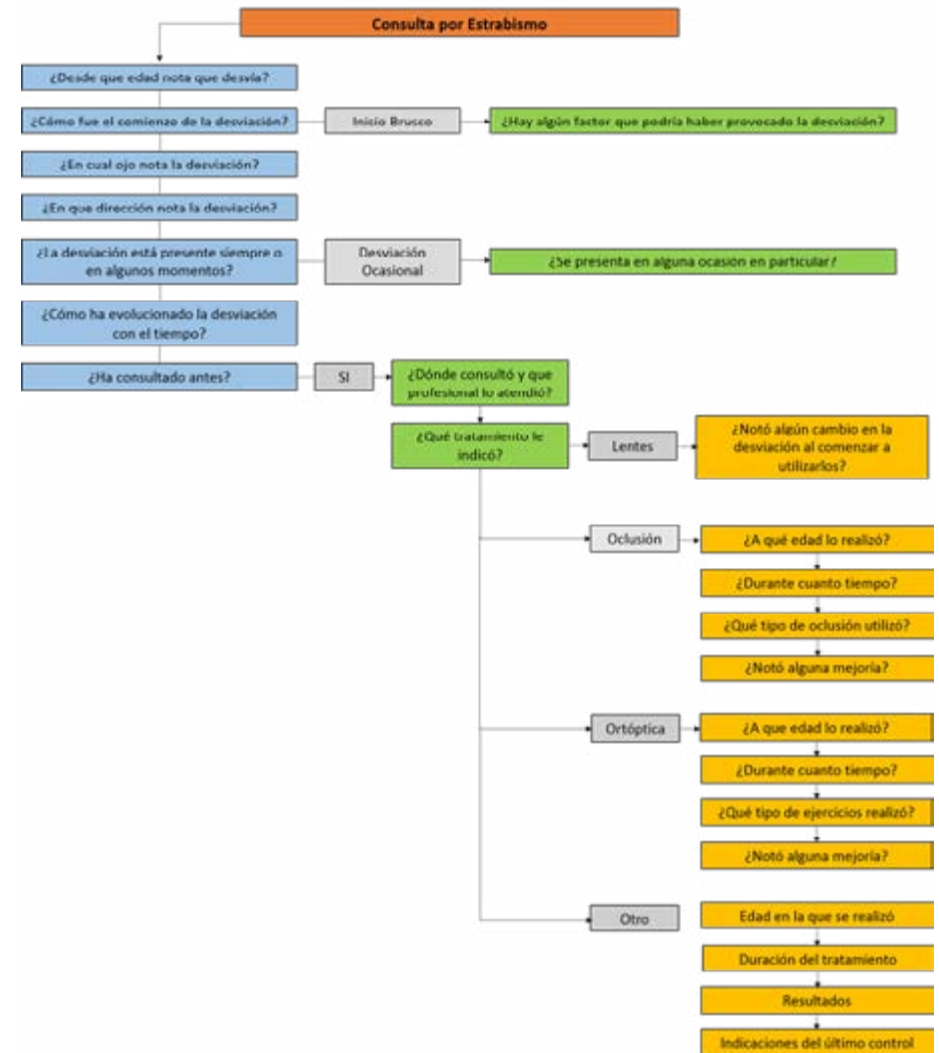 Consulta por Estrabismo
¿Desde que edad nota que desvía?
¿Cómo fue el comienzo de la desviación?
Inicio Brusco
¿Hay algún factor que podría haber provocado la desviación?
¿En cual ojo nota la desviación?
¿En que dirección nota la desviación?
¿La desviación está presente siempre o
en algunos momentos?
Desviación
Ocasional
¿Se presenta en alguna ocasión en particular?
¿Cómo ha evolucionado la desviación
con el tiempo?
¿Ha consultado antes?
SI
¿Dónde consultó y que
profesional lo atendió?
¿Qué tratamiento le
indicó?
Lentes
¿Notó algún cambio en la
desviación al comenzar a
utilizarlos?
Oclusión
¿A qué edad lo realizó?
¿Durante cuanto tiempo?
¿Qué tipo de oclusión utilizó?
¿Notó alguna mejoría?
Ortóptica
¿A que edad lo realizó?
¿Durante cuanto tiempo?
¿Qué tipo de ejercicios realizó?
¿Notó alguna mejoría?
Otro
Edad en la que se realizó
Duración del tratamiento
Resultados
Indicaciones del último control